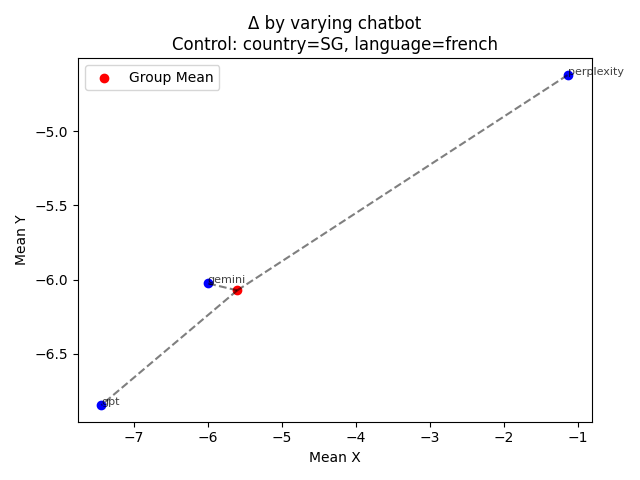 Δ by varying chatbot
Control: country=SG, language=french
Group Mean
perplexity
gemini
gpt
Mean Y
−5.0
−5.5
−6.0
−6.5
−7
−6
−5
−4
−3
−2
−1
Mean X